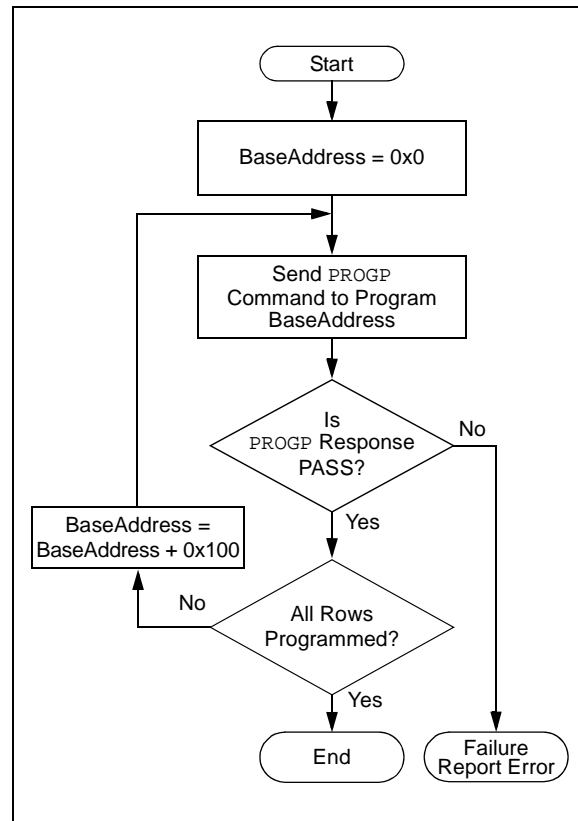 Start
BaseAddress = 0x0
Send PROGP
Command to Program
BaseAddress
Is
PROGP Response
PASS?
No
Yes
BaseAddress =
BaseAddress + 0x100
No
All Rows
Programmed?
Yes
End
Failure
Report Error